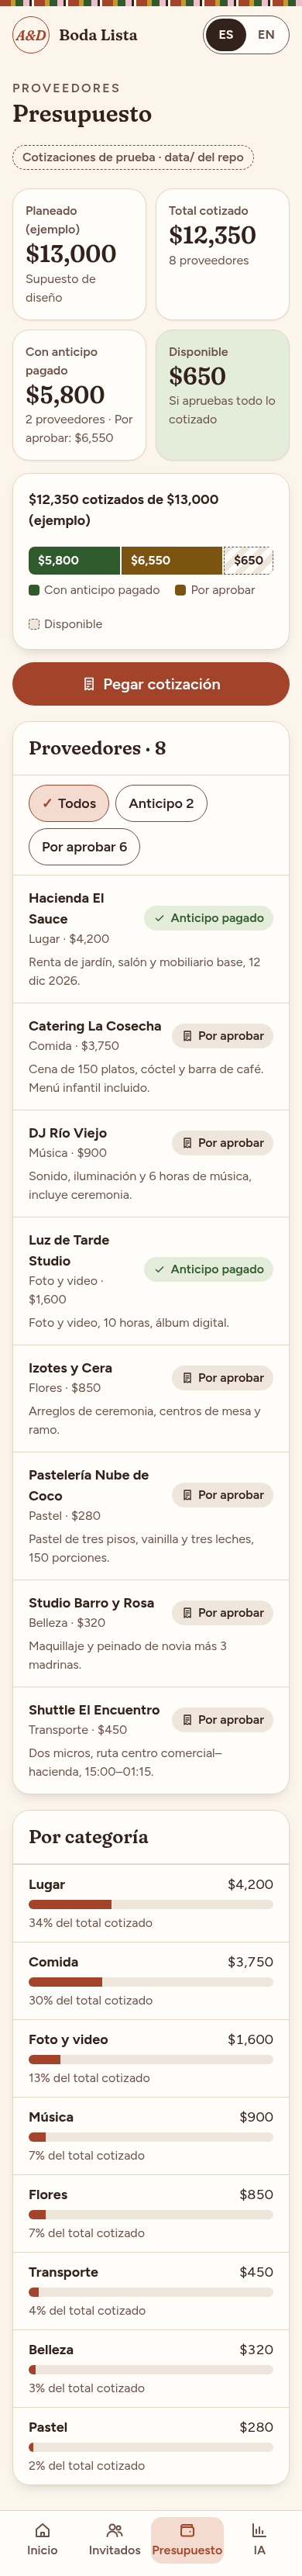 A&D Boda Lista ES EN
PROVEEDORES
Presupuesto
Cotizaciones de prueba · data/ del repo
Planeado
(ejemplo)
$13,000
Supuesto de
diseño
Total cotizado
$12,350
8 proveedores
Con anticipo
pagado
$5,800
2 proveedores · Por
aprobar: $6,550
Disponible
$650
Si apruebas todo lo
cotizado
$12,350 cotizados de $13,000
(ejemplo)
$5,800 $6,550 $650
Con anticipo pagado Por aprobar
Disponible
Pegar cotización
Proveedores · 8
✓ Todos Anticipo 2
Por aprobar 6
Hacienda El
Sauce
Lugar · $4,200
✓ Anticipo pagado
Renta de jardín, salón y mobiliario base, 12
dic 2026.
Catering La Cosecha
Comida · $3,750
Por aprobar
Cena de 150 platos, cóctel y barra de café.
Menú infantil incluido.
DJ Río Viejo
Música · $900
Por aprobar
Sonido, iluminación y 6 horas de música,
incluye ceremonia.
Luz de Tarde
Studio
Foto y video ·
$1,600
✓ Anticipo pagado
Foto y video, 10 horas, álbum digital.
Izotes y Cera
Flores · $850
Por aprobar
Arreglos de ceremonia, centros de mesa y
ramo.
Pastelería Nube de
Coco
Pastel · $280
Por aprobar
Pastel de tres pisos, vainilla y tres leches,
150 porciones.
Studio Barro y Rosa
Belleza · $320
Por aprobar
Maquillaje y peinado de novia más 3
madrinas.
Shuttle El Encuentro
Transporte · $450
Por aprobar
Dos micros, ruta centro comercial–
hacienda, 15:00–01:15.
Por categoría
Lugar $4,200
34% del total cotizado
Comida $3,750
30% del total cotizado
Foto y video $1,600
13% del total cotizado
Música $900
7% del total cotizado
Flores $850
7% del total cotizado
Transporte $450
4% del total cotizado
Belleza $320
3% del total cotizado
Pastel $280
2% del total cotizado
Inicio Invitados Presupuesto IA